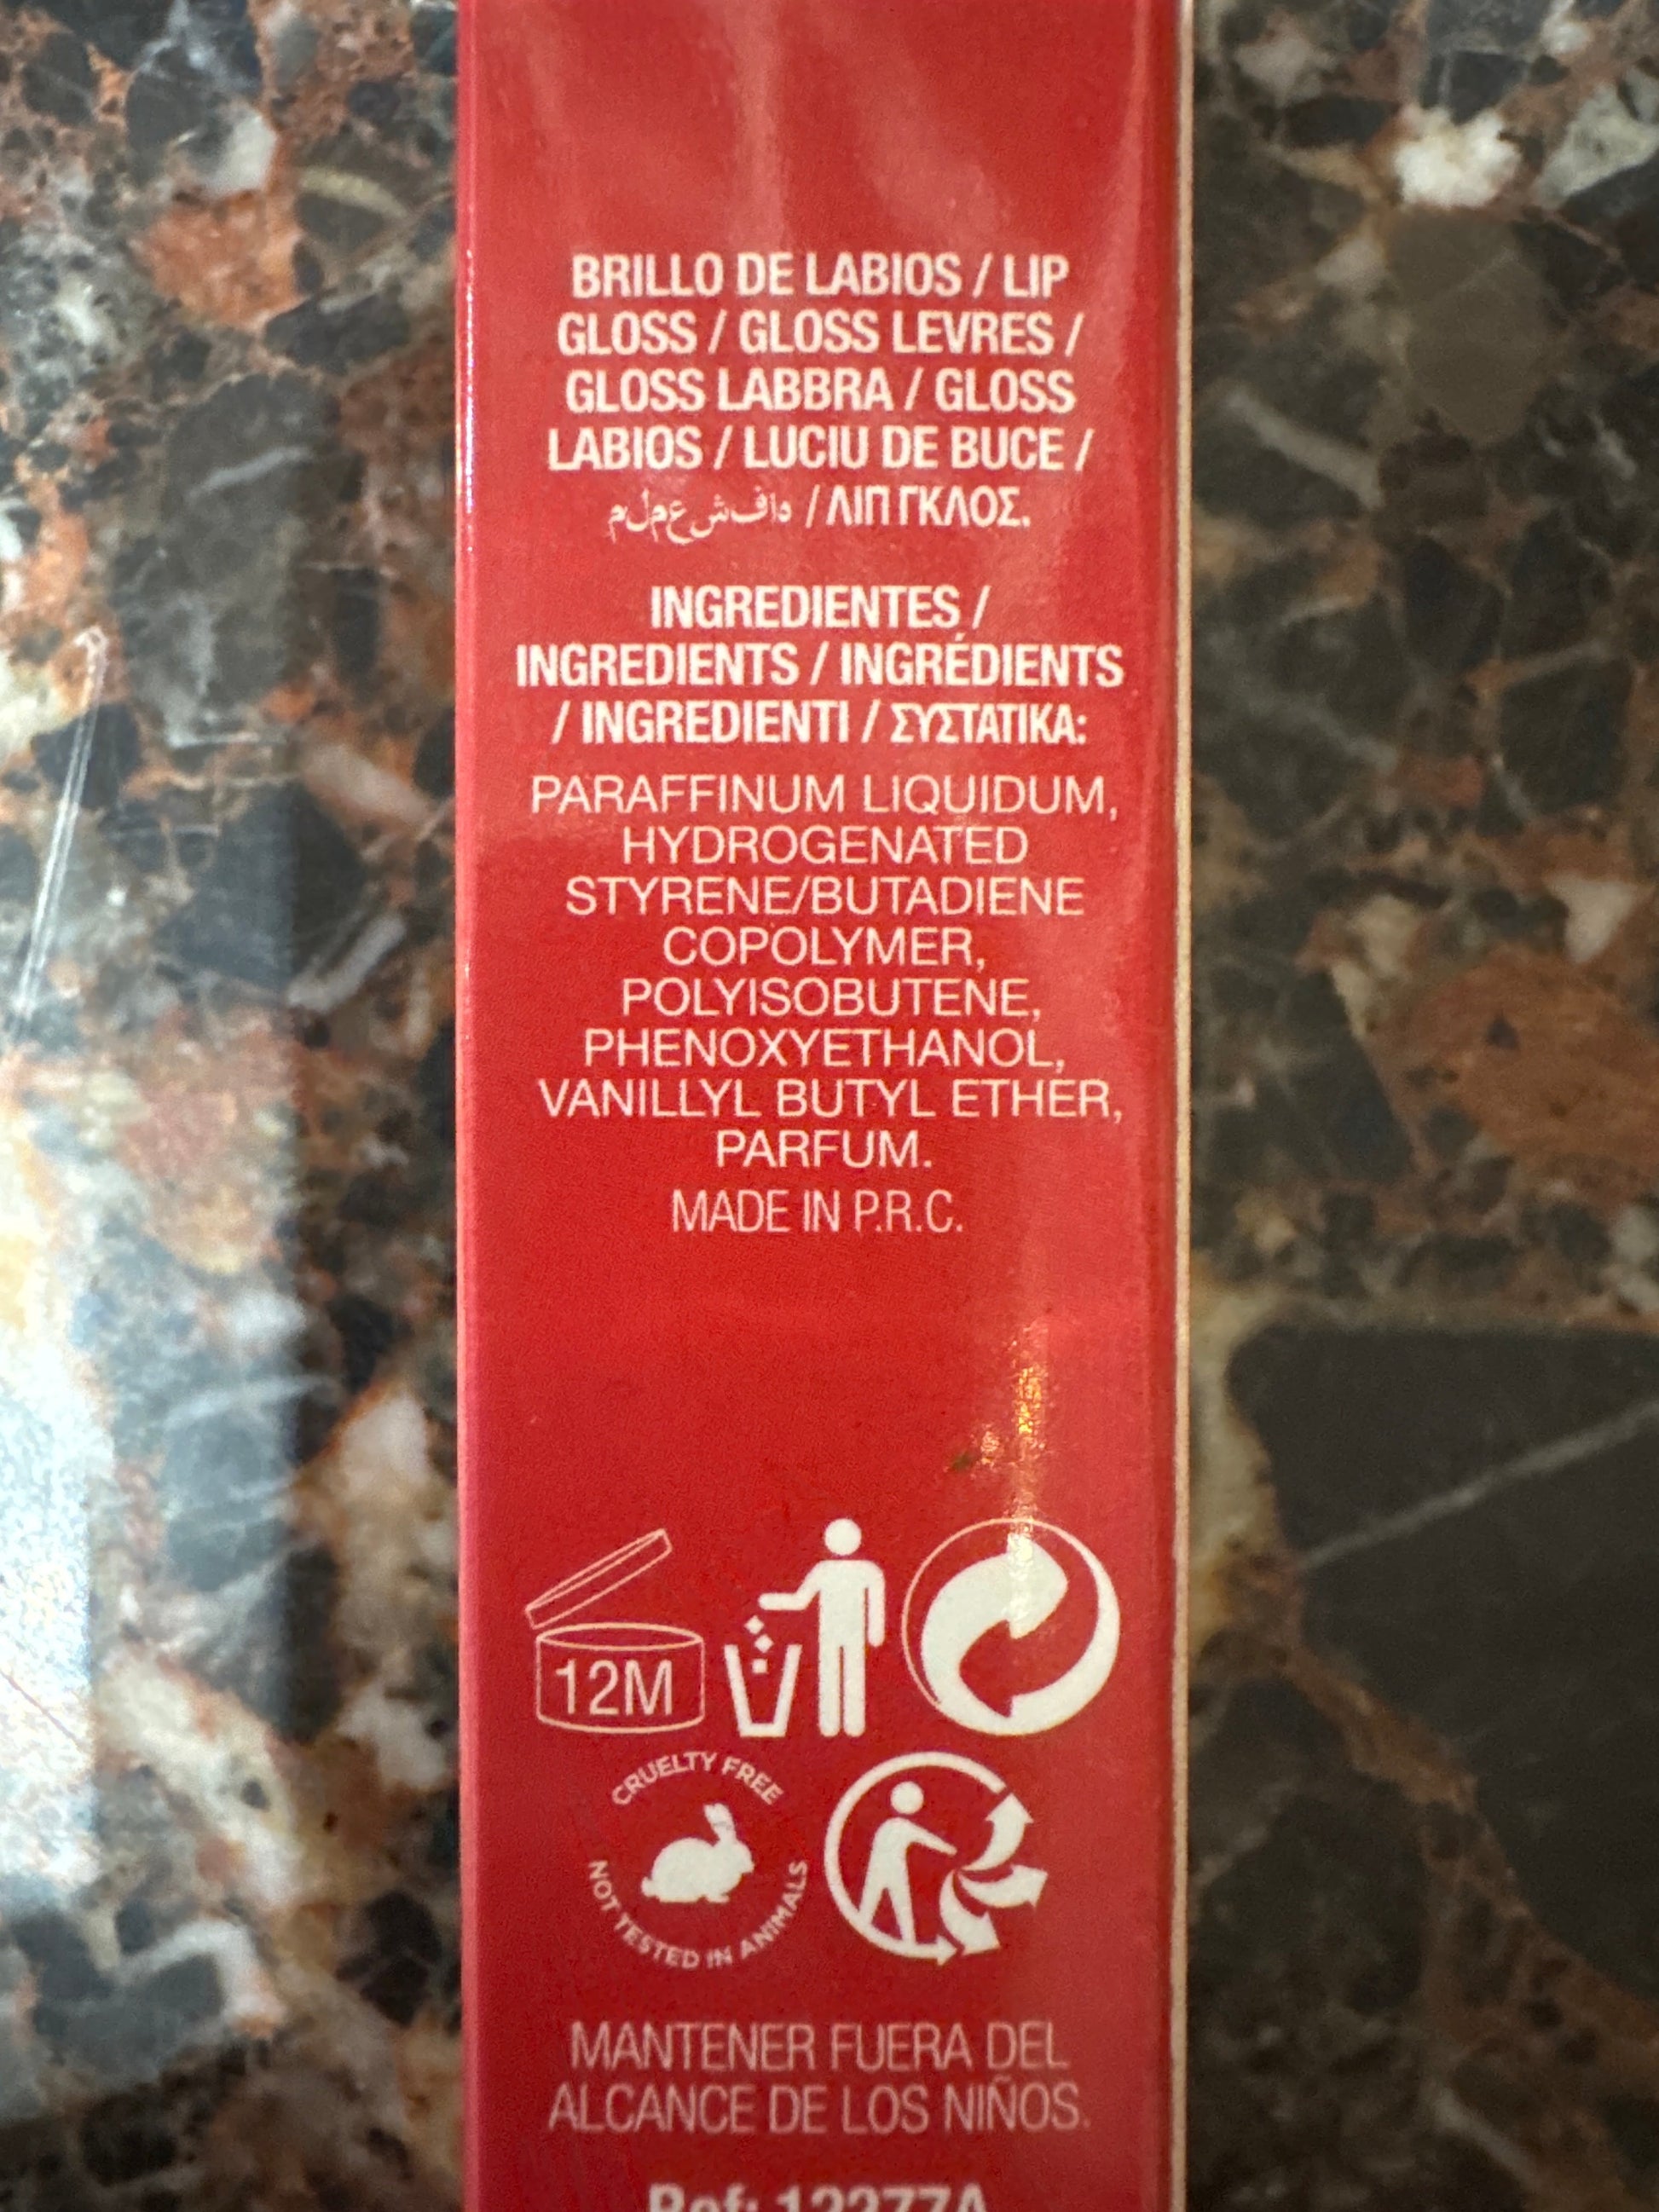 BRILLO DE LABIOS / LIP
GLOSS / GLOSS LEVRES /
GLOSS LABBRA / GLOSS
LABIOS / LUCIU DE BUCE /
ه ا ف ش ع م ل م / ΛΙΠ ΓΚΛΟΣ.
INGREDIENTES /
INGREDIENTS / INGRÉDIENTS
/ INGREDIENTI / ΣΥΣΤΑΤΙΚΑ:
PARAFFINUM LIQUIDUM,
HYDROGENATED
STYRENE/BUTADIENE
COPOLYMER,
POLYISOBUTENE,
PHENOXYETHANOL,
VANILLYL BUTYL ETHER,
PARFUM.
MADE IN P.R.C.
12M
CRUELTY FREE
NOT TESTED IN ANIMALS
MANTENER FUERA DEL
ALCANCE DE LOS NIÑOS.
Ref: 12277A